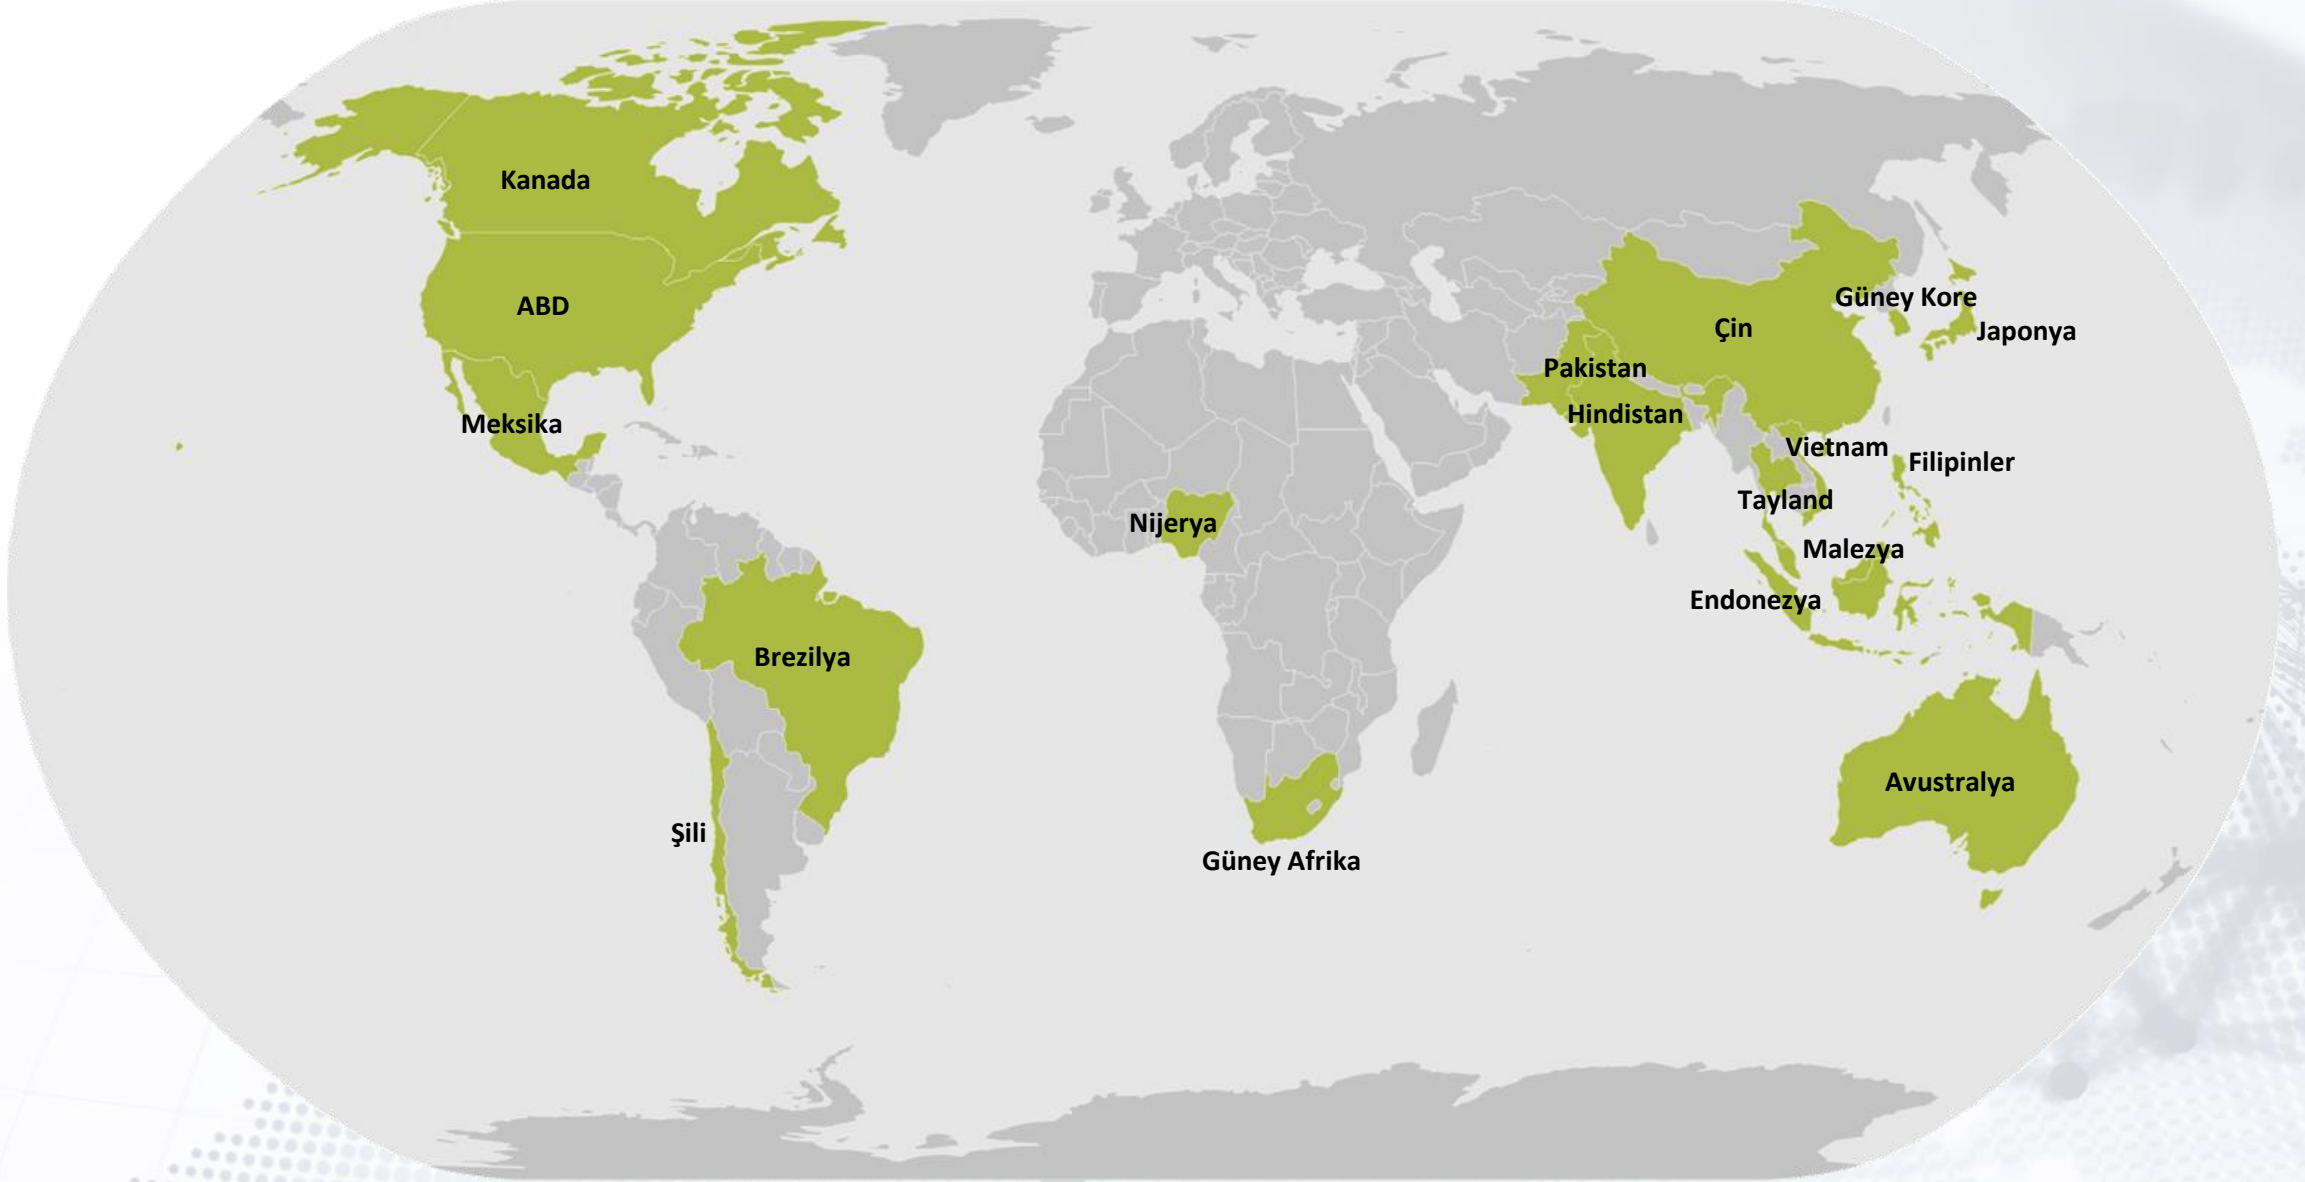 Kanada
ABD
Meksika
Brezilya
Şili
Nijerya
Güney Afrika
Güney Kore
Japonya
Çin
Pakistan
Hindistan
Vietnam
Filipinler
Tayland
Malezya
Endonezya
Avustralya